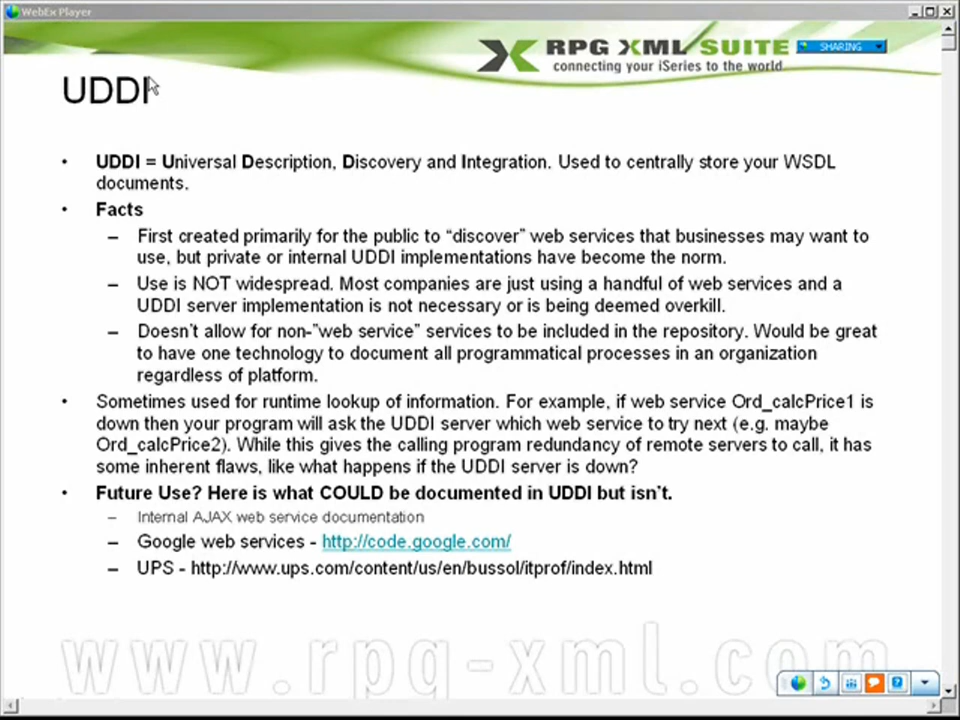 WebEx Player
RPG XML SUITE
SHARING
connecting your iSeries to the world
UDDI
• UDDI = Universal Description, Discovery and Integration. Used to centrally store your WSDL
documents.
• Facts
– First created primarily for the public to “discover” web services that businesses may want to
use, but private or internal UDDI implementations have become the norm.
– Use is NOT widespread. Most companies are just using a handful of web services and a
UDDI server implementation is not necessary or is being deemed overkill.
– Doesn't allow for non-"web service" services to be included in the repository. Would be great
to have one technology to document all programmatical processes in an organization
regardless of platform.
• Sometimes used for runtime lookup of information. For example, if web service Ord_calcPrice1 is
down then your program will ask the UDDI server which web service to try next (e.g. maybe
Ord_calcPrice2). While this gives the calling program redundancy of remote servers to call, it has
some inherent flaws, like what happens if the UDDI server is down?
• Future Use? Here is what COULD be documented in UDDI but isn't.
– Internal AJAX web service documentation
– Google web services - http://code.google.com/
– UPS - http://www.ups.com/content/us/en/bussol/itprof/index.html
www.rpg-xml.com